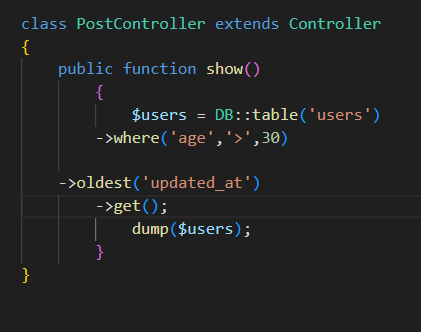 class PostController extends Controller
{
    public function show()
        {
            $users = DB::table('users')
        ->where('age','>',30)

    ->oldest('updated_at')
        ->get();
            dump($users);
        }
}